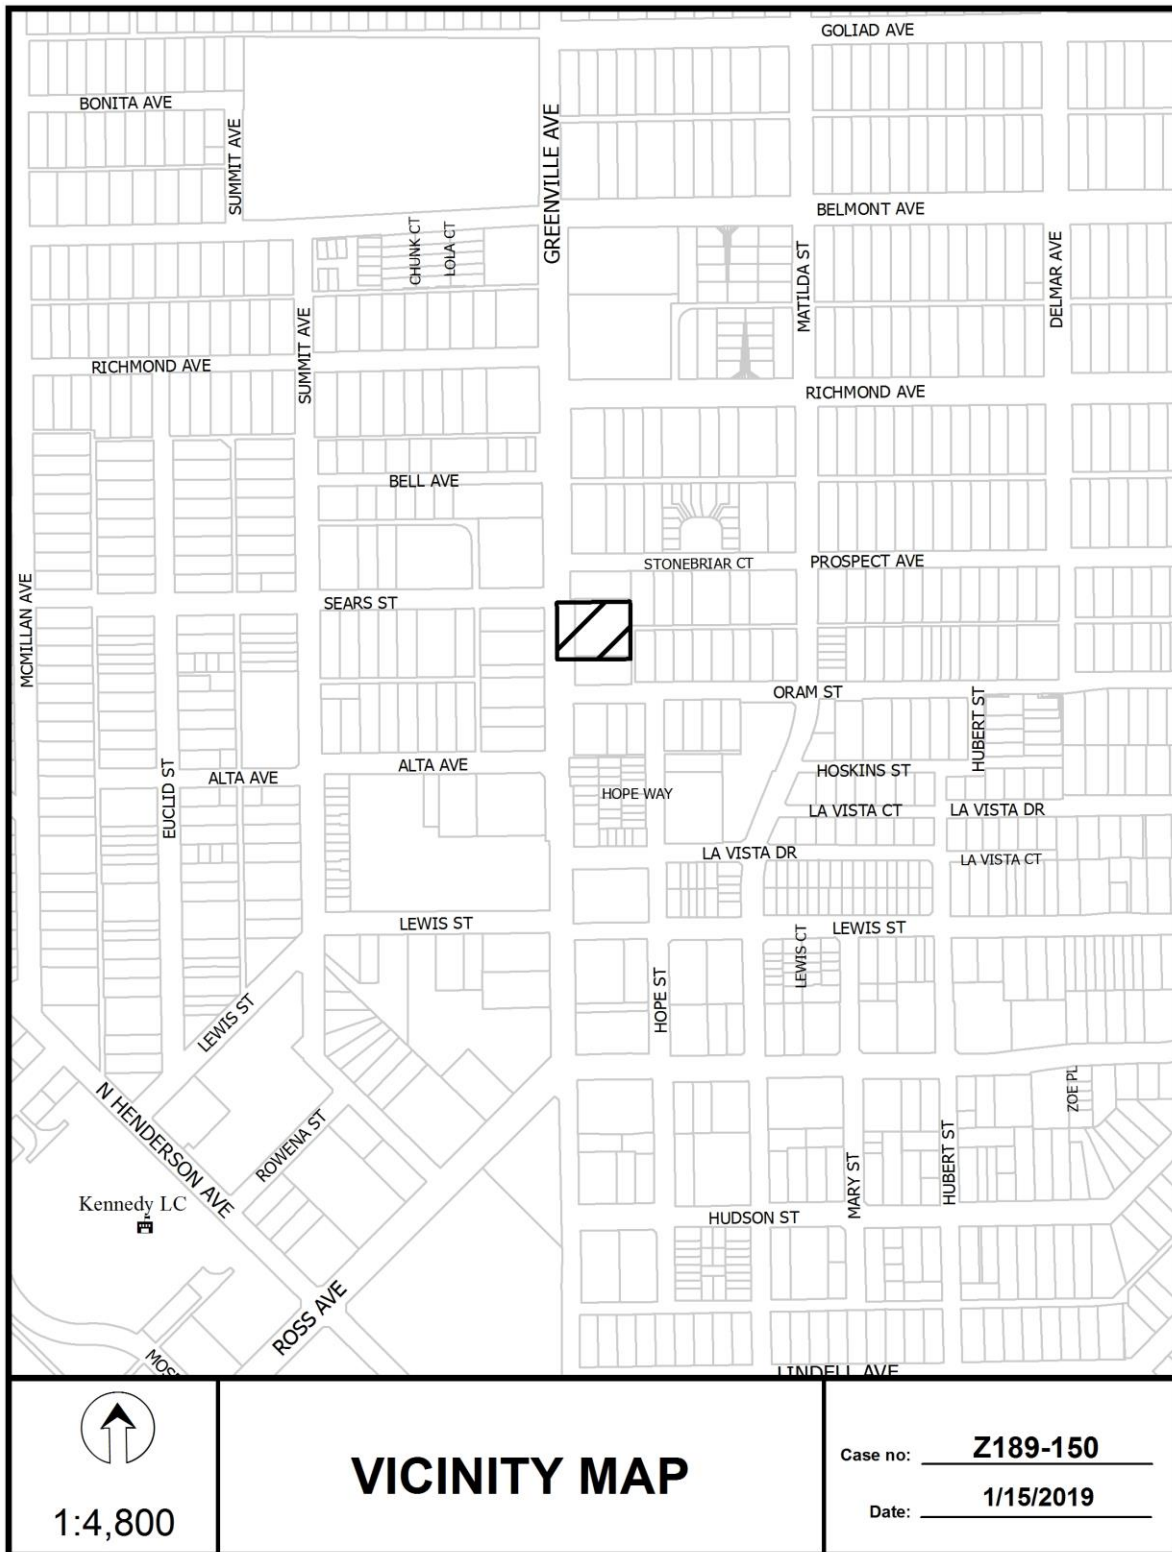 GOLIAD AVE
BONITA AVE
SUMMIT AVE
GREENVILLE AVE
BELMONT AVE
CHUNK CT
LOLA CT
MATILDA ST
DELMAR AVE
SUMMIT AVE
RICHMOND AVE
RICHMOND AVE
BELL AVE
STONEBRIAR CT
PROSPECT AVE
MCMILLAN AVE
SEARS ST
ORAM ST
HUBERT ST
EUCLID ST
ALTA AVE
ALTA AVE
HOSKINS ST
HOPE WAY
LA VISTA CT
LA VISTA DR
LA VISTA DR
LA VISTA CT
LEWIS ST
LEWIS ST
LEWIS CT
HOPE ST
LEWIS ST
N HENDERSON AVE
ROWENA ST
ZOE PL
MARY ST
HUBERT ST
Kennedy LC
HUDSON ST
ROSS AVE
LINDELL AVE
1:4,800
VICINITY MAP
Case no: Z189-150
Date: 1/15/2019